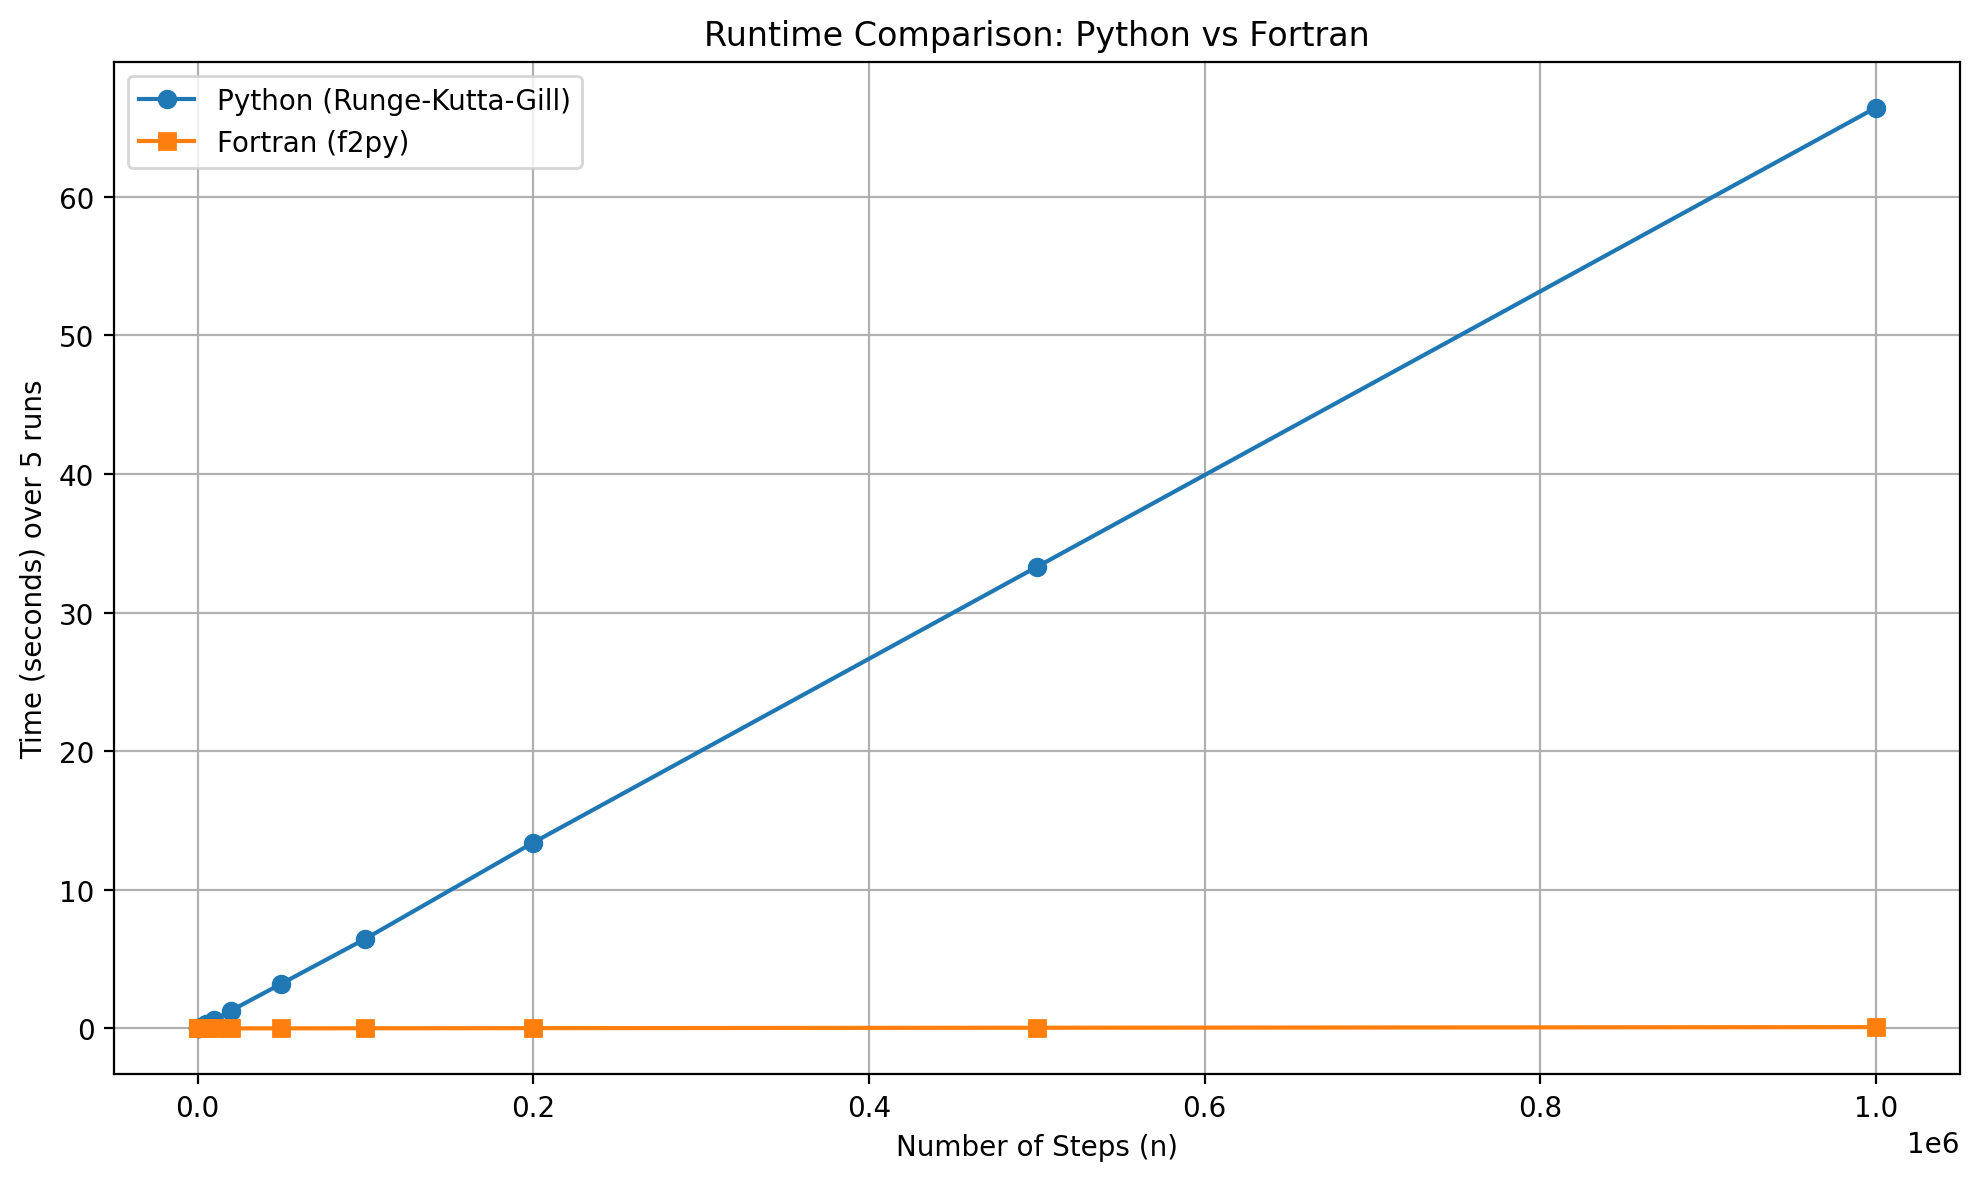 Runtime Comparison: Python vs Fortran
Python (Runge-Kutta-Gill)
Fortran (f2py)
Time (seconds) over 5 runs
60
50
40
30
20
10
0
0.0 0.2 0.4 0.6 0.8 1.0
1e6
Number of Steps (n)